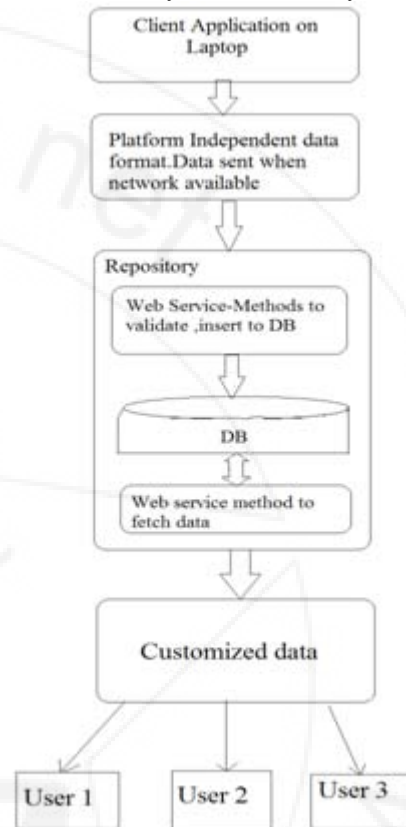 Client Application on
Laptop
Platform Independent data
format.Data sent when
network available
Repository
Web Service-Methods to
validate ,insert to DB
DB
Web service method to
fetch data
Customized data
User 1
User 2
User 3